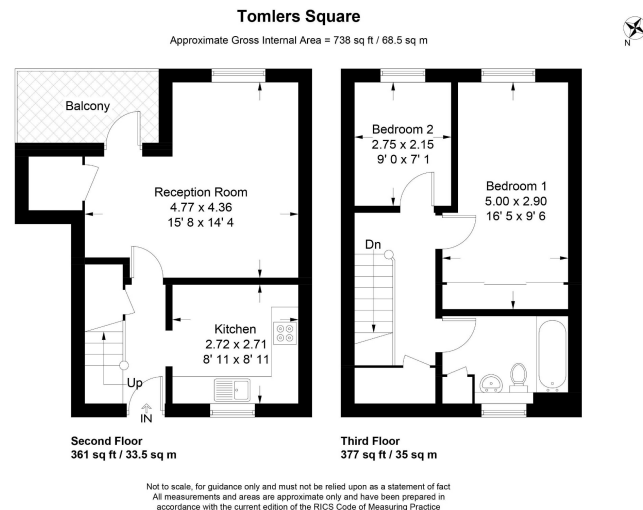 Tomlers Square
Approximate Gross Internal Area = 738 sq ft / 68.5 sq m
N
Balcony
Reception Room
4.77 x 4.36
15' 8 x 14' 4
Kitchen
2.72 x 2.71
8' 11 x 8' 11
Up
IN
Bedroom 2
2.75 x 2.15
9' 0 x 7' 1
Bedroom 1
5.00 x 2.90
16' 5 x 9' 6
Dn
Second Floor
361 sq ft / 33.5 sq m
Third Floor
377 sq ft / 35 sq m
Not to scale, for guidance only and must not be relied upon as a statement of fact
All measurements and areas are approximate only and have been prepared in
accordance with the current edition of the RICS Code of Measuring Practice